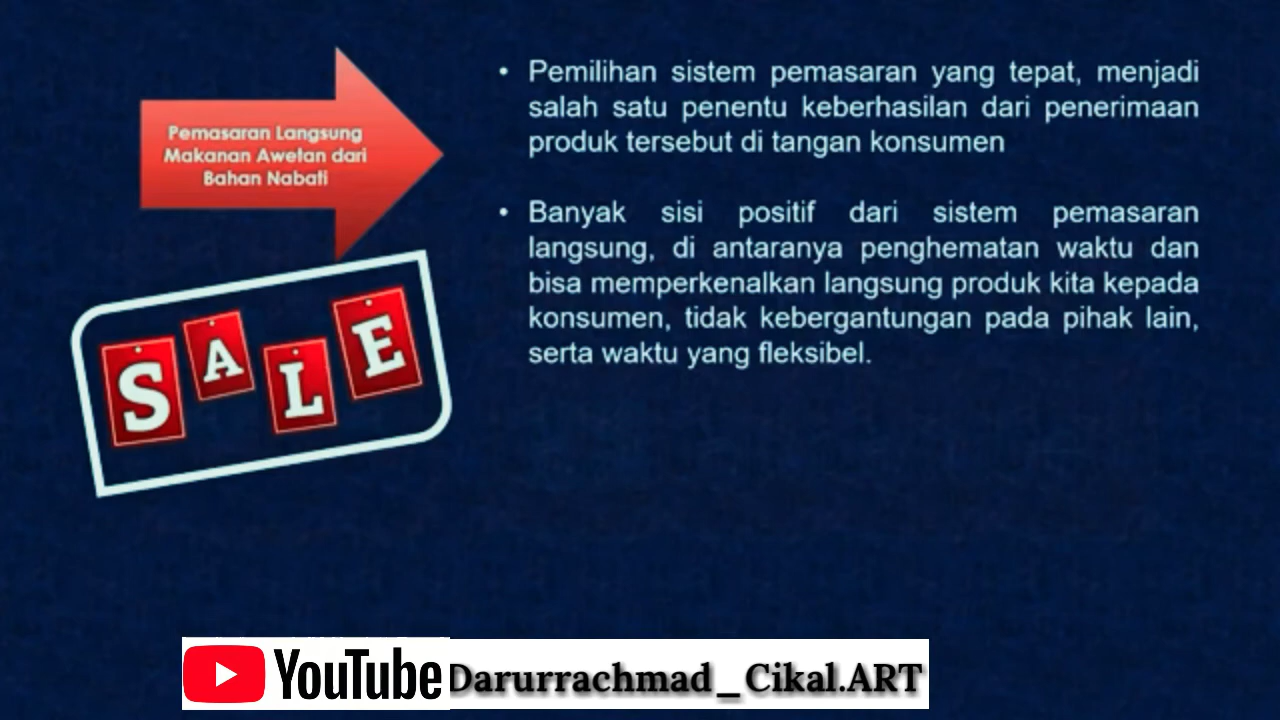 Pemasaran Langsung
Makanan Awetan dari
Bahan Nabati
SALE
• Pemilihan sistem pemasaran yang tepat, menjadi
salah satu penentu keberhasilan dari penerimaan
produk tersebut di tangan konsumen
• Banyak sisi positif dari sistem pemasaran
langsung, di antaranya penghematan waktu dan
bisa memperkenalkan langsung produk kita kepada
konsumen, tidak kebergantungan pada pihak lain,
serta waktu yang fleksibel.
YouTube Darurrachmad_Cikal.ART